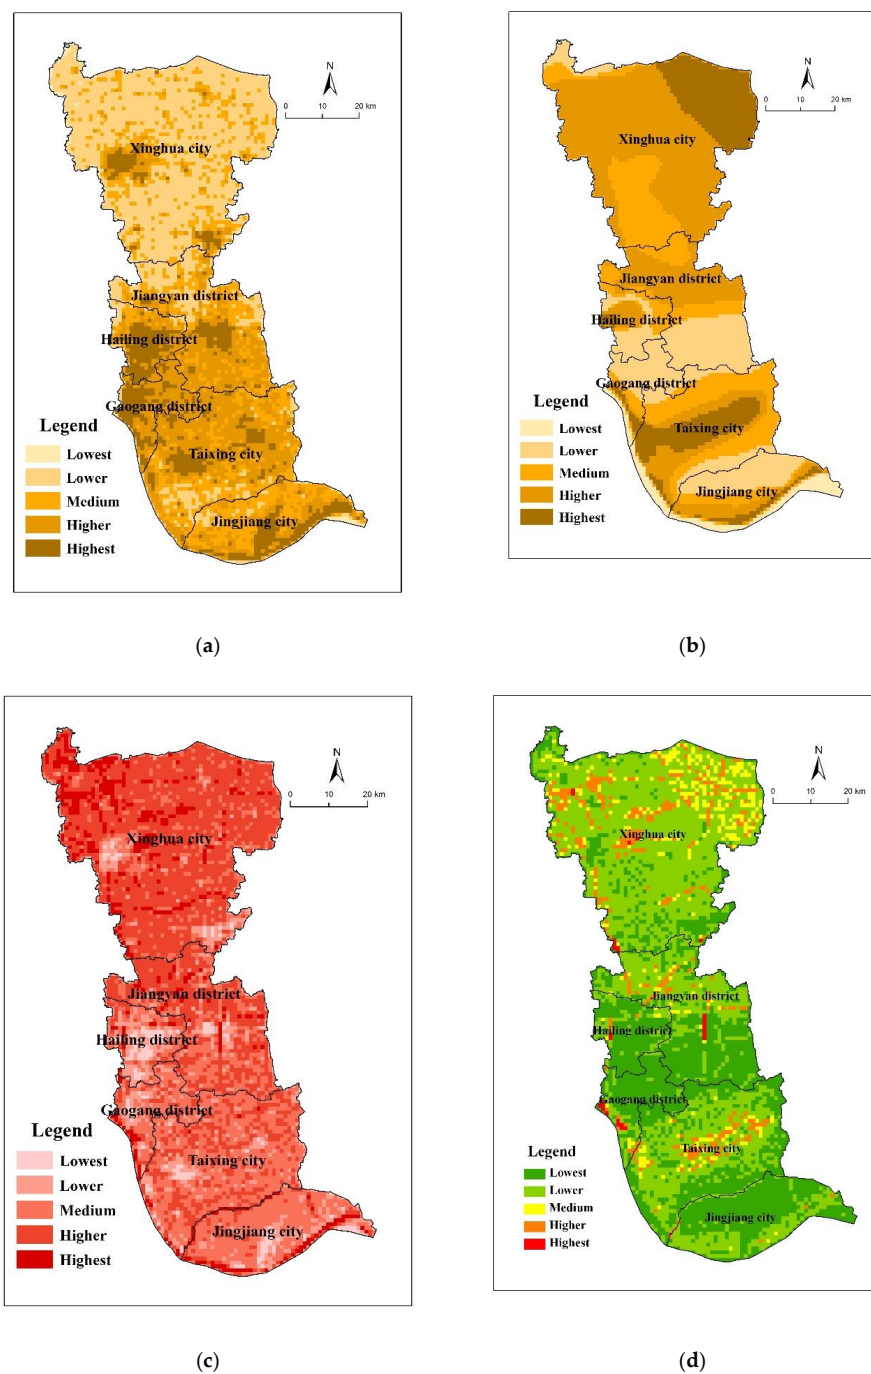 N
0 10 20 km
Xinghua city
Jiangyan district
Hailing district
Gaogang district
Taixing city
Jingjiang city
Legend
Lowest
Lower
Medium
Higher
Highest
(a)
N
0 10 20 km
Xinghua city
Jiangyan district
Hailing district
Gaogang district
Taixing city
Jingjiang city
Legend
Lowest
Lower
Medium
Higher
Highest
(b)
N
0 10 20 km
Xinghua city
Jiangyan district
Hailing district
Gaogang district
Taixing city
Jingjiang city
Legend
Lowest
Lower
Medium
Higher
Highest
(c)
N
0 10 20 km
Xinghua city
Jiangyan district
Hailing district
Gaogang district
Taixing city
Jingjiang city
Legend
Lowest
Lower
Medium
Higher
Highest
(d)